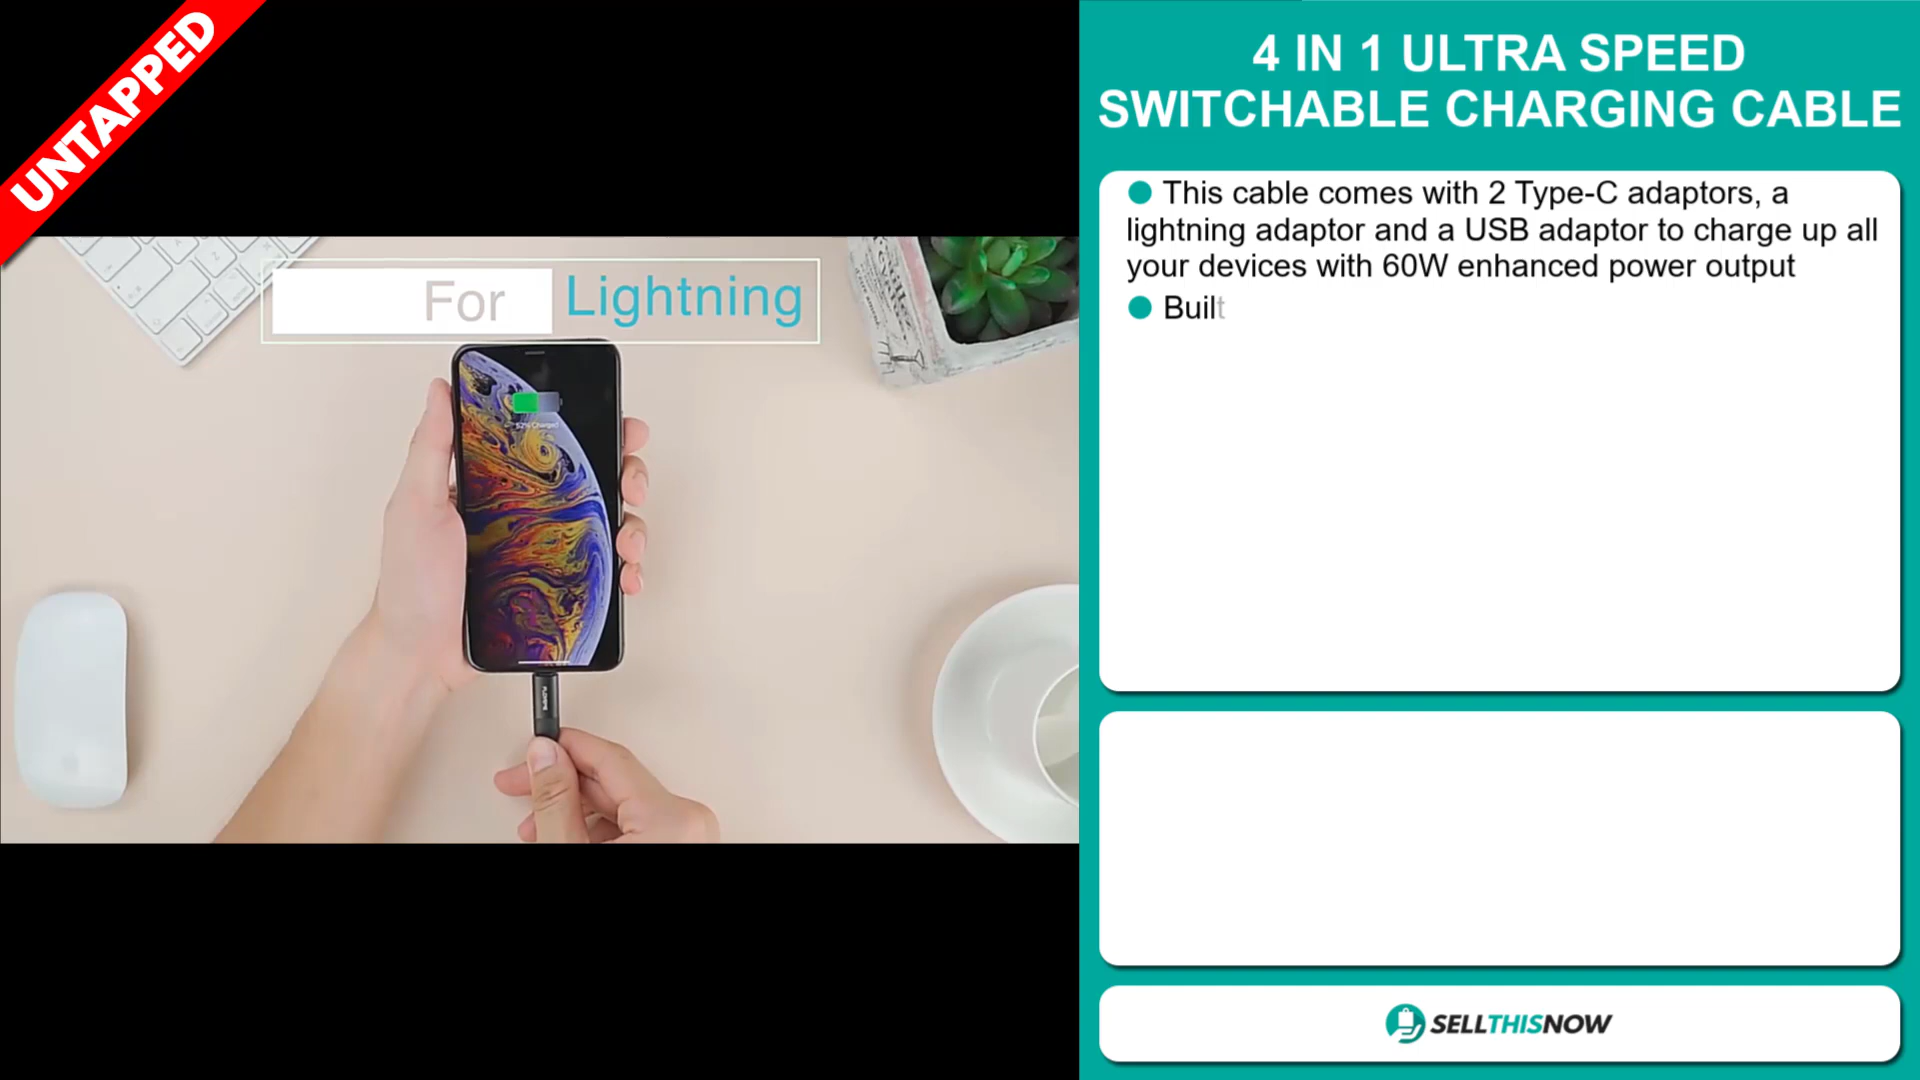 UNTAPPED
For Lightning
4 IN 1 ULTRA SPEED
SWITCHABLE CHARGING CABLE
This cable comes with 2 Type-C adaptors, a
lightning adaptor and a USB adaptor to charge up all
your devices with 60W enhanced power output
Built
SELLTHISNOW